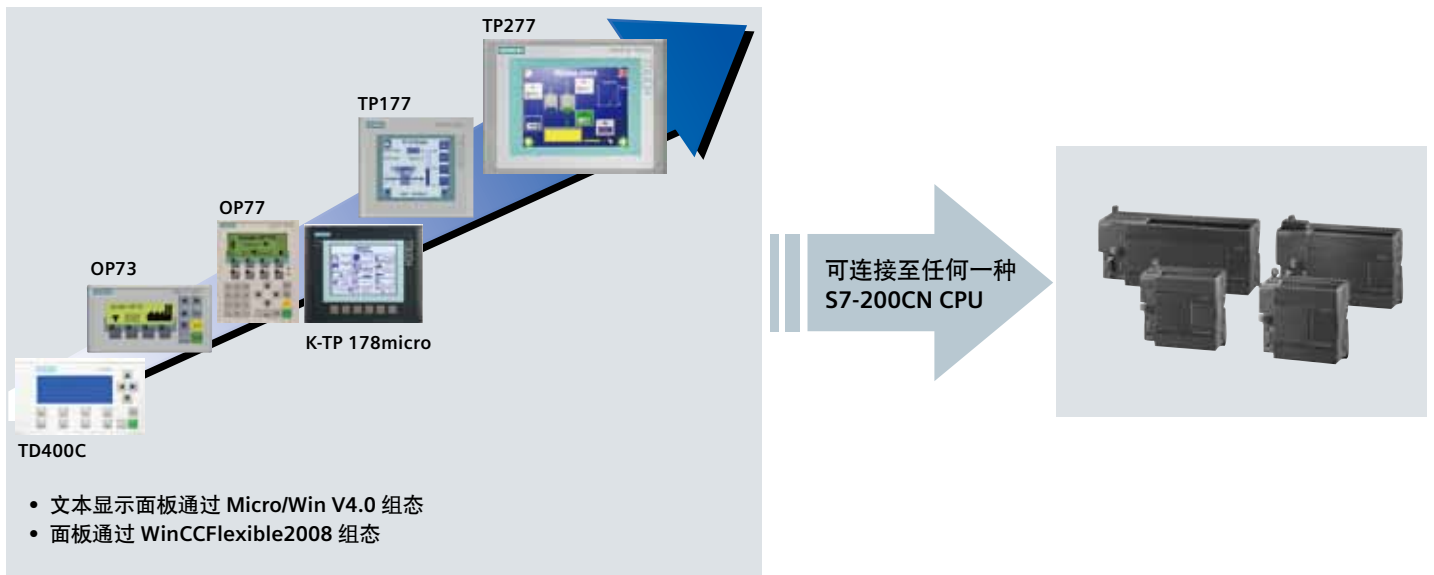 TP277
TP177
OP77
OP73
K-TP 178micro
TD400C
• 文本显示面板通过 Micro/Win V4.0 组态
• 面板通过 WinCCFlexible2008 组态
可连接至任何一种
S7-200CN CPU